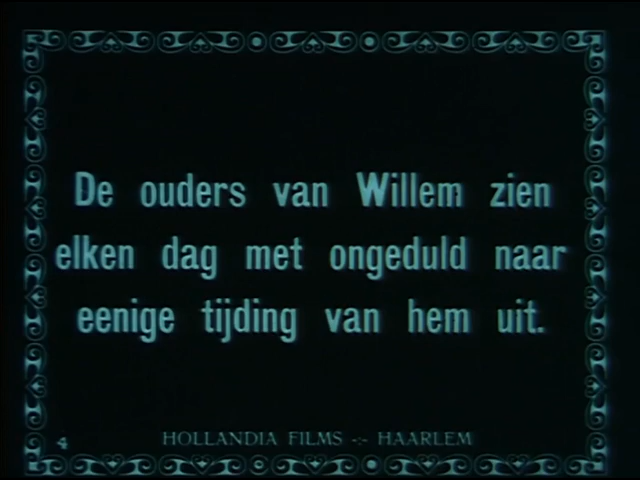 De ouders van Willem zien
elken dag met ongeduld naar
eenige tijding van hem uit.
4
HOLLANDIA FILMS -:- HAARLEM